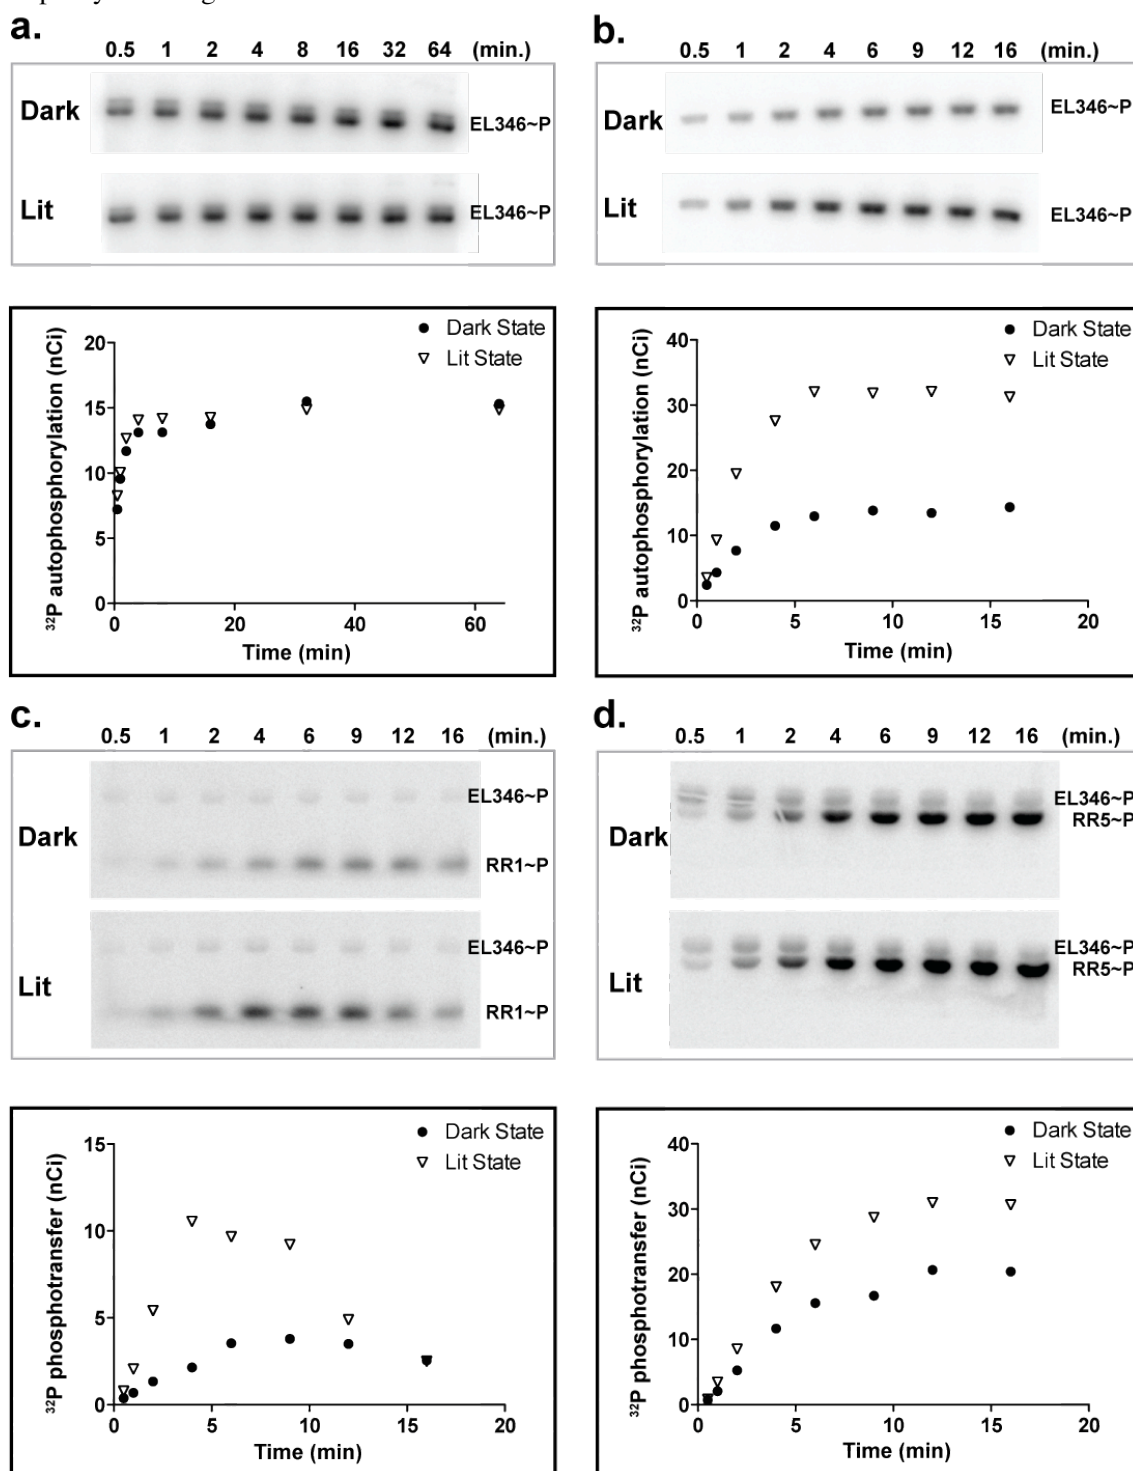 a.
0.5 1 2 4 8 16 32 64 (min.)
Dark
EL346~P
Lit
EL346~P
³²P autophosphorylation (nCi)
Dark State
Lit State
20
15
10
5
0
0 20 40 60
Time (min)
b.
0.5 1 2 4 6 9 12 16 (min.)
Dark
EL346~P
Lit
EL346~P
³²P autophosphorylation (nCi)
Dark State
Lit State
40
30
20
10
0
0 5 10 15 20
Time (min)
c.
0.5 1 2 4 6 9 12 16 (min.)
EL346~P
Dark
RR1~P
EL346~P
Lit
RR1~P
³²P phosphotransfer (nCi)
Dark State
Lit State
15
10
5
0
0 5 10 15 20
Time (min)
d.
0.5 1 2 4 6 9 12 16 (min.)
EL346~P
RR5~P
Dark
EL346~P
RR5~P
Lit
³²P phosphotransfer (nCi)
Dark State
Lit State
40
30
20
10
0
0 5 10 15 20
Time (min)